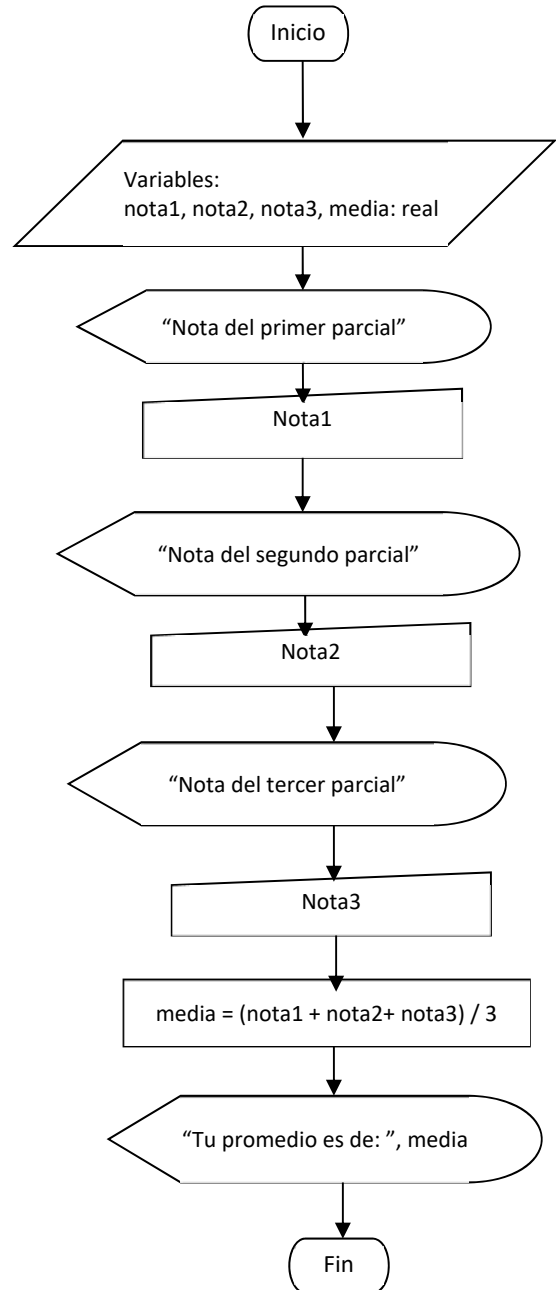 Inicio
Variables:
nota1, nota2, nota3, media: real
“Nota del primer parcial”
Nota1
“Nota del segundo parcial”
Nota2
“Nota del tercer parcial”
Nota3
media = (nota1 + nota2+ nota3) / 3
“Tu promedio es de: ”, media
Fin